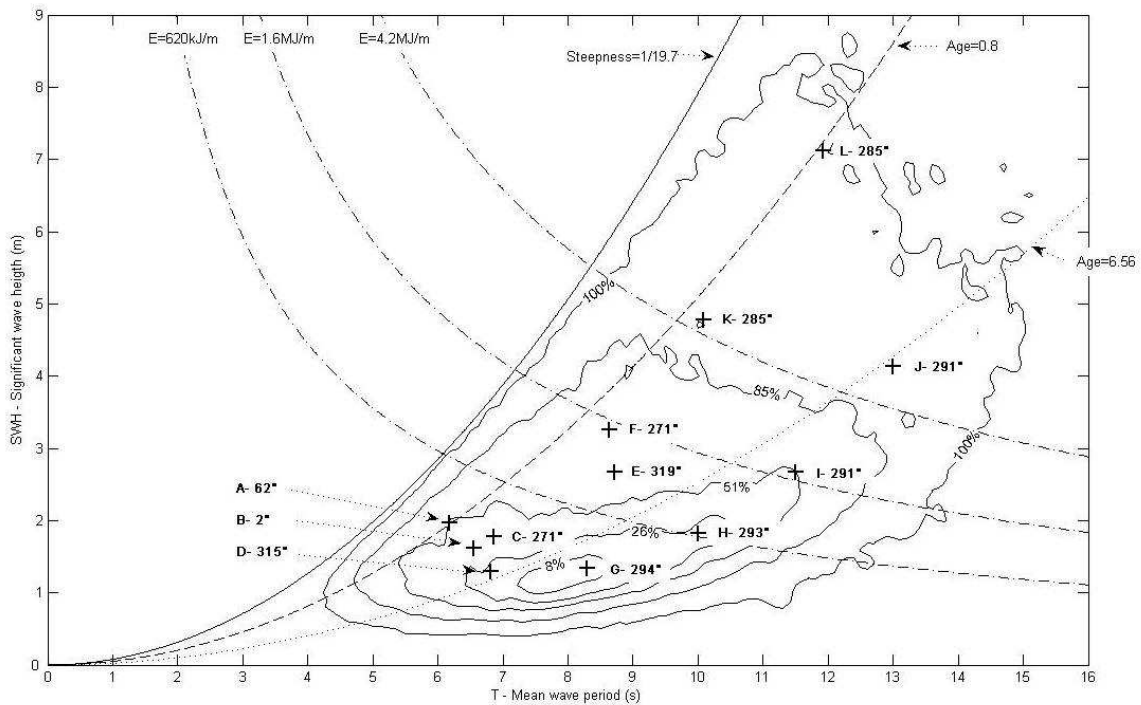 9
8
7
6
5
4
3
2
1
0
SWH - Significant wave heigth (m)
E=620kJ/m
E=1.6MJ/m
E=4.2MJ/m
Steepness=1/19.7
Age=0.8
L- 285°
Age=6.56
100%
K- 285°
J- 291°
85%
F- 271°
100%
E- 319°
I- 291°
51%
A- 62°
B- 2°
C- 271°
26%
H- 293°
D- 315°
8%
G- 294°
0 1 2 3 4 5 6 7 8 9 10 11 12 13 14 15 16
T - Mean wave period (s)